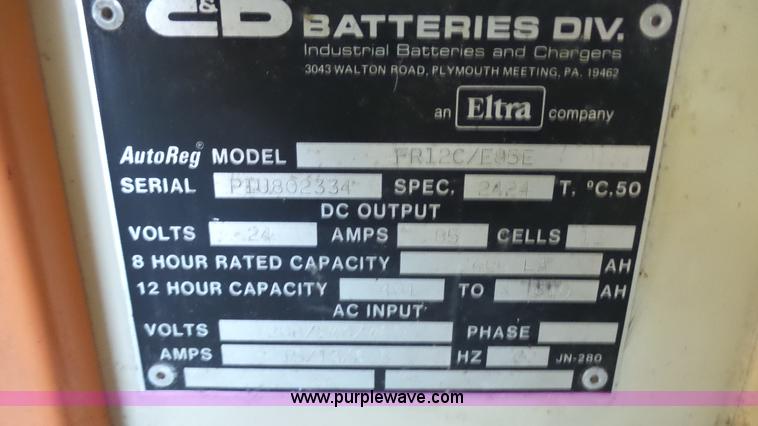 C&D BATTERIES DIV.
Industrial Batteries and Chargers
3043 WALTON ROAD, PLYMOUTH MEETING, PA. 19462
an Eltra company
AutoReg MODEL FR12C/E85E
SERIAL PIU802334 SPEC. 2424 T. °C.50
DC OUTPUT
VOLTS 24 AMPS 85 CELLS
8 HOUR RATED CAPACITY AH
12 HOUR CAPACITY TO AH
AC INPUT
VOLTS PHASE
AMPS HZ JN-280
www.purplewave.com